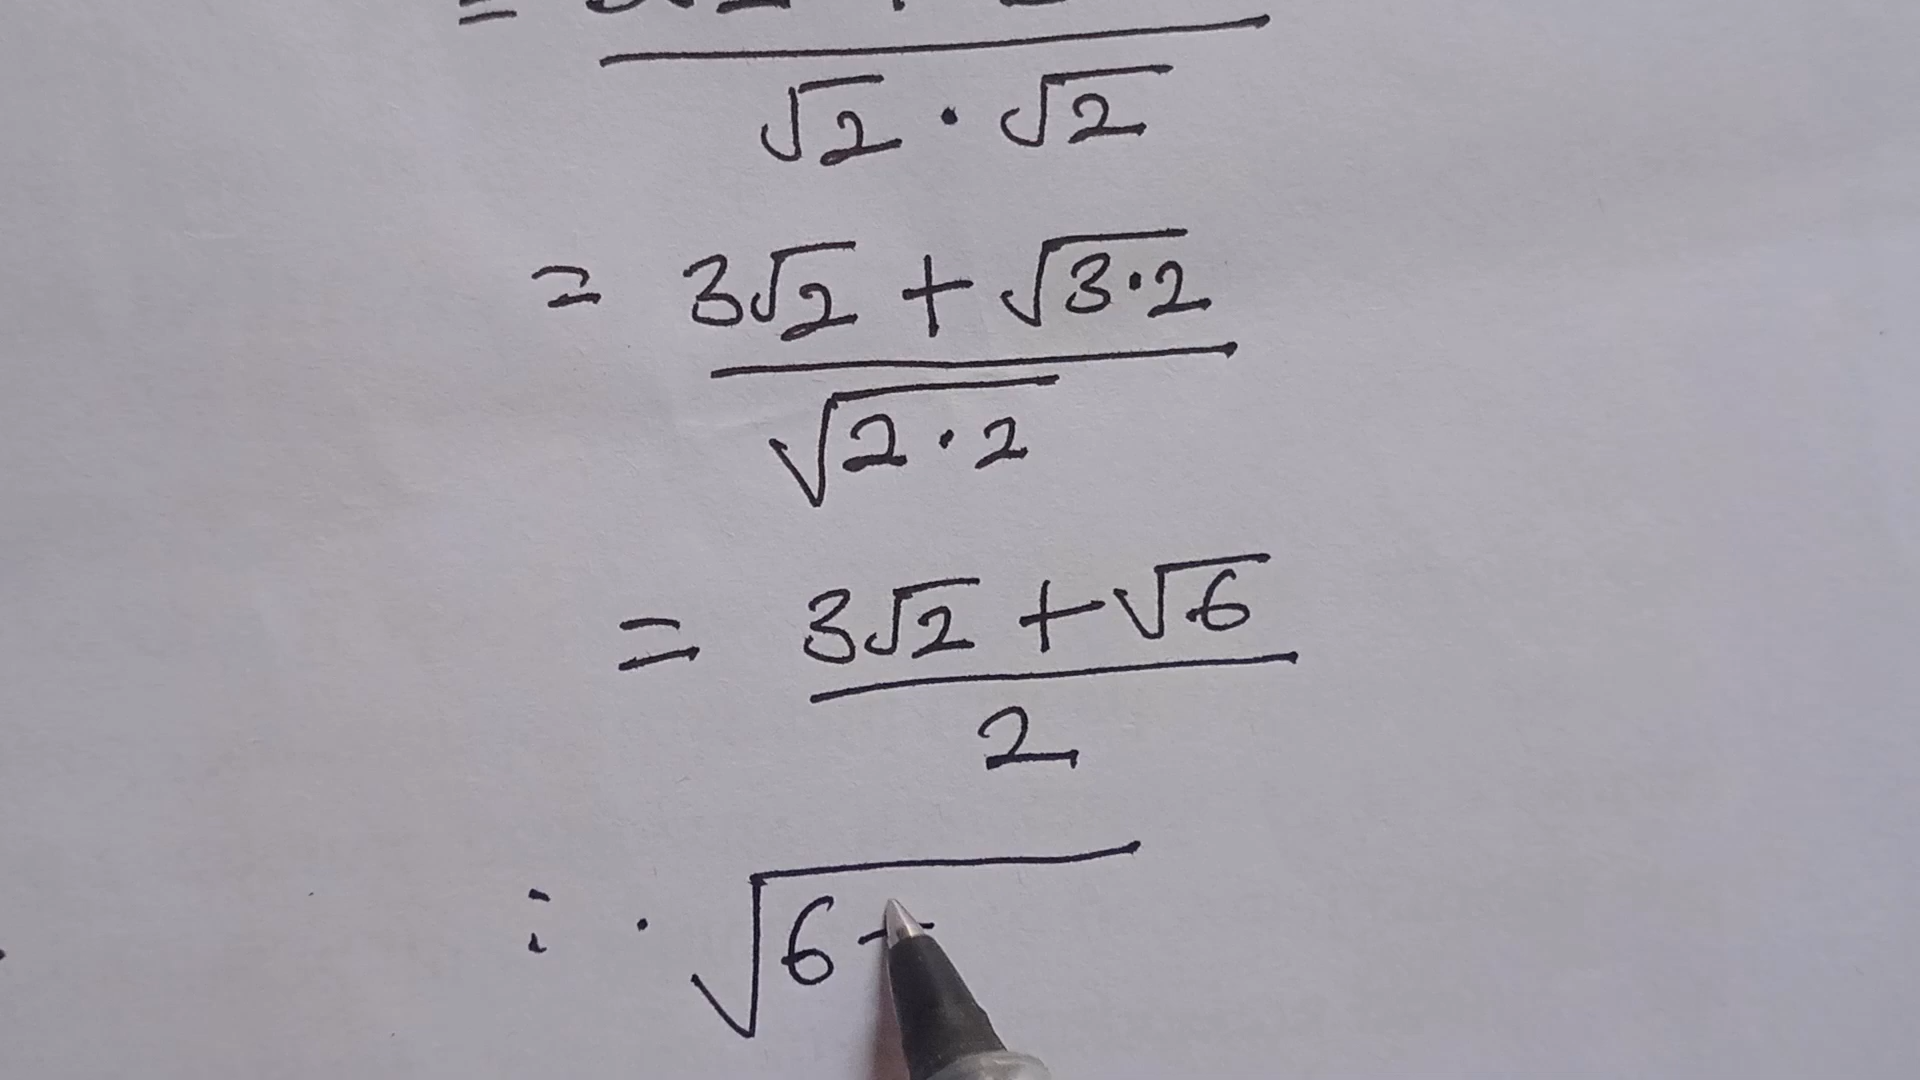 √2 · √2
= 3√2 + √(3·2)
√(2·2)
= 3√2 + √6
2
∴ √6